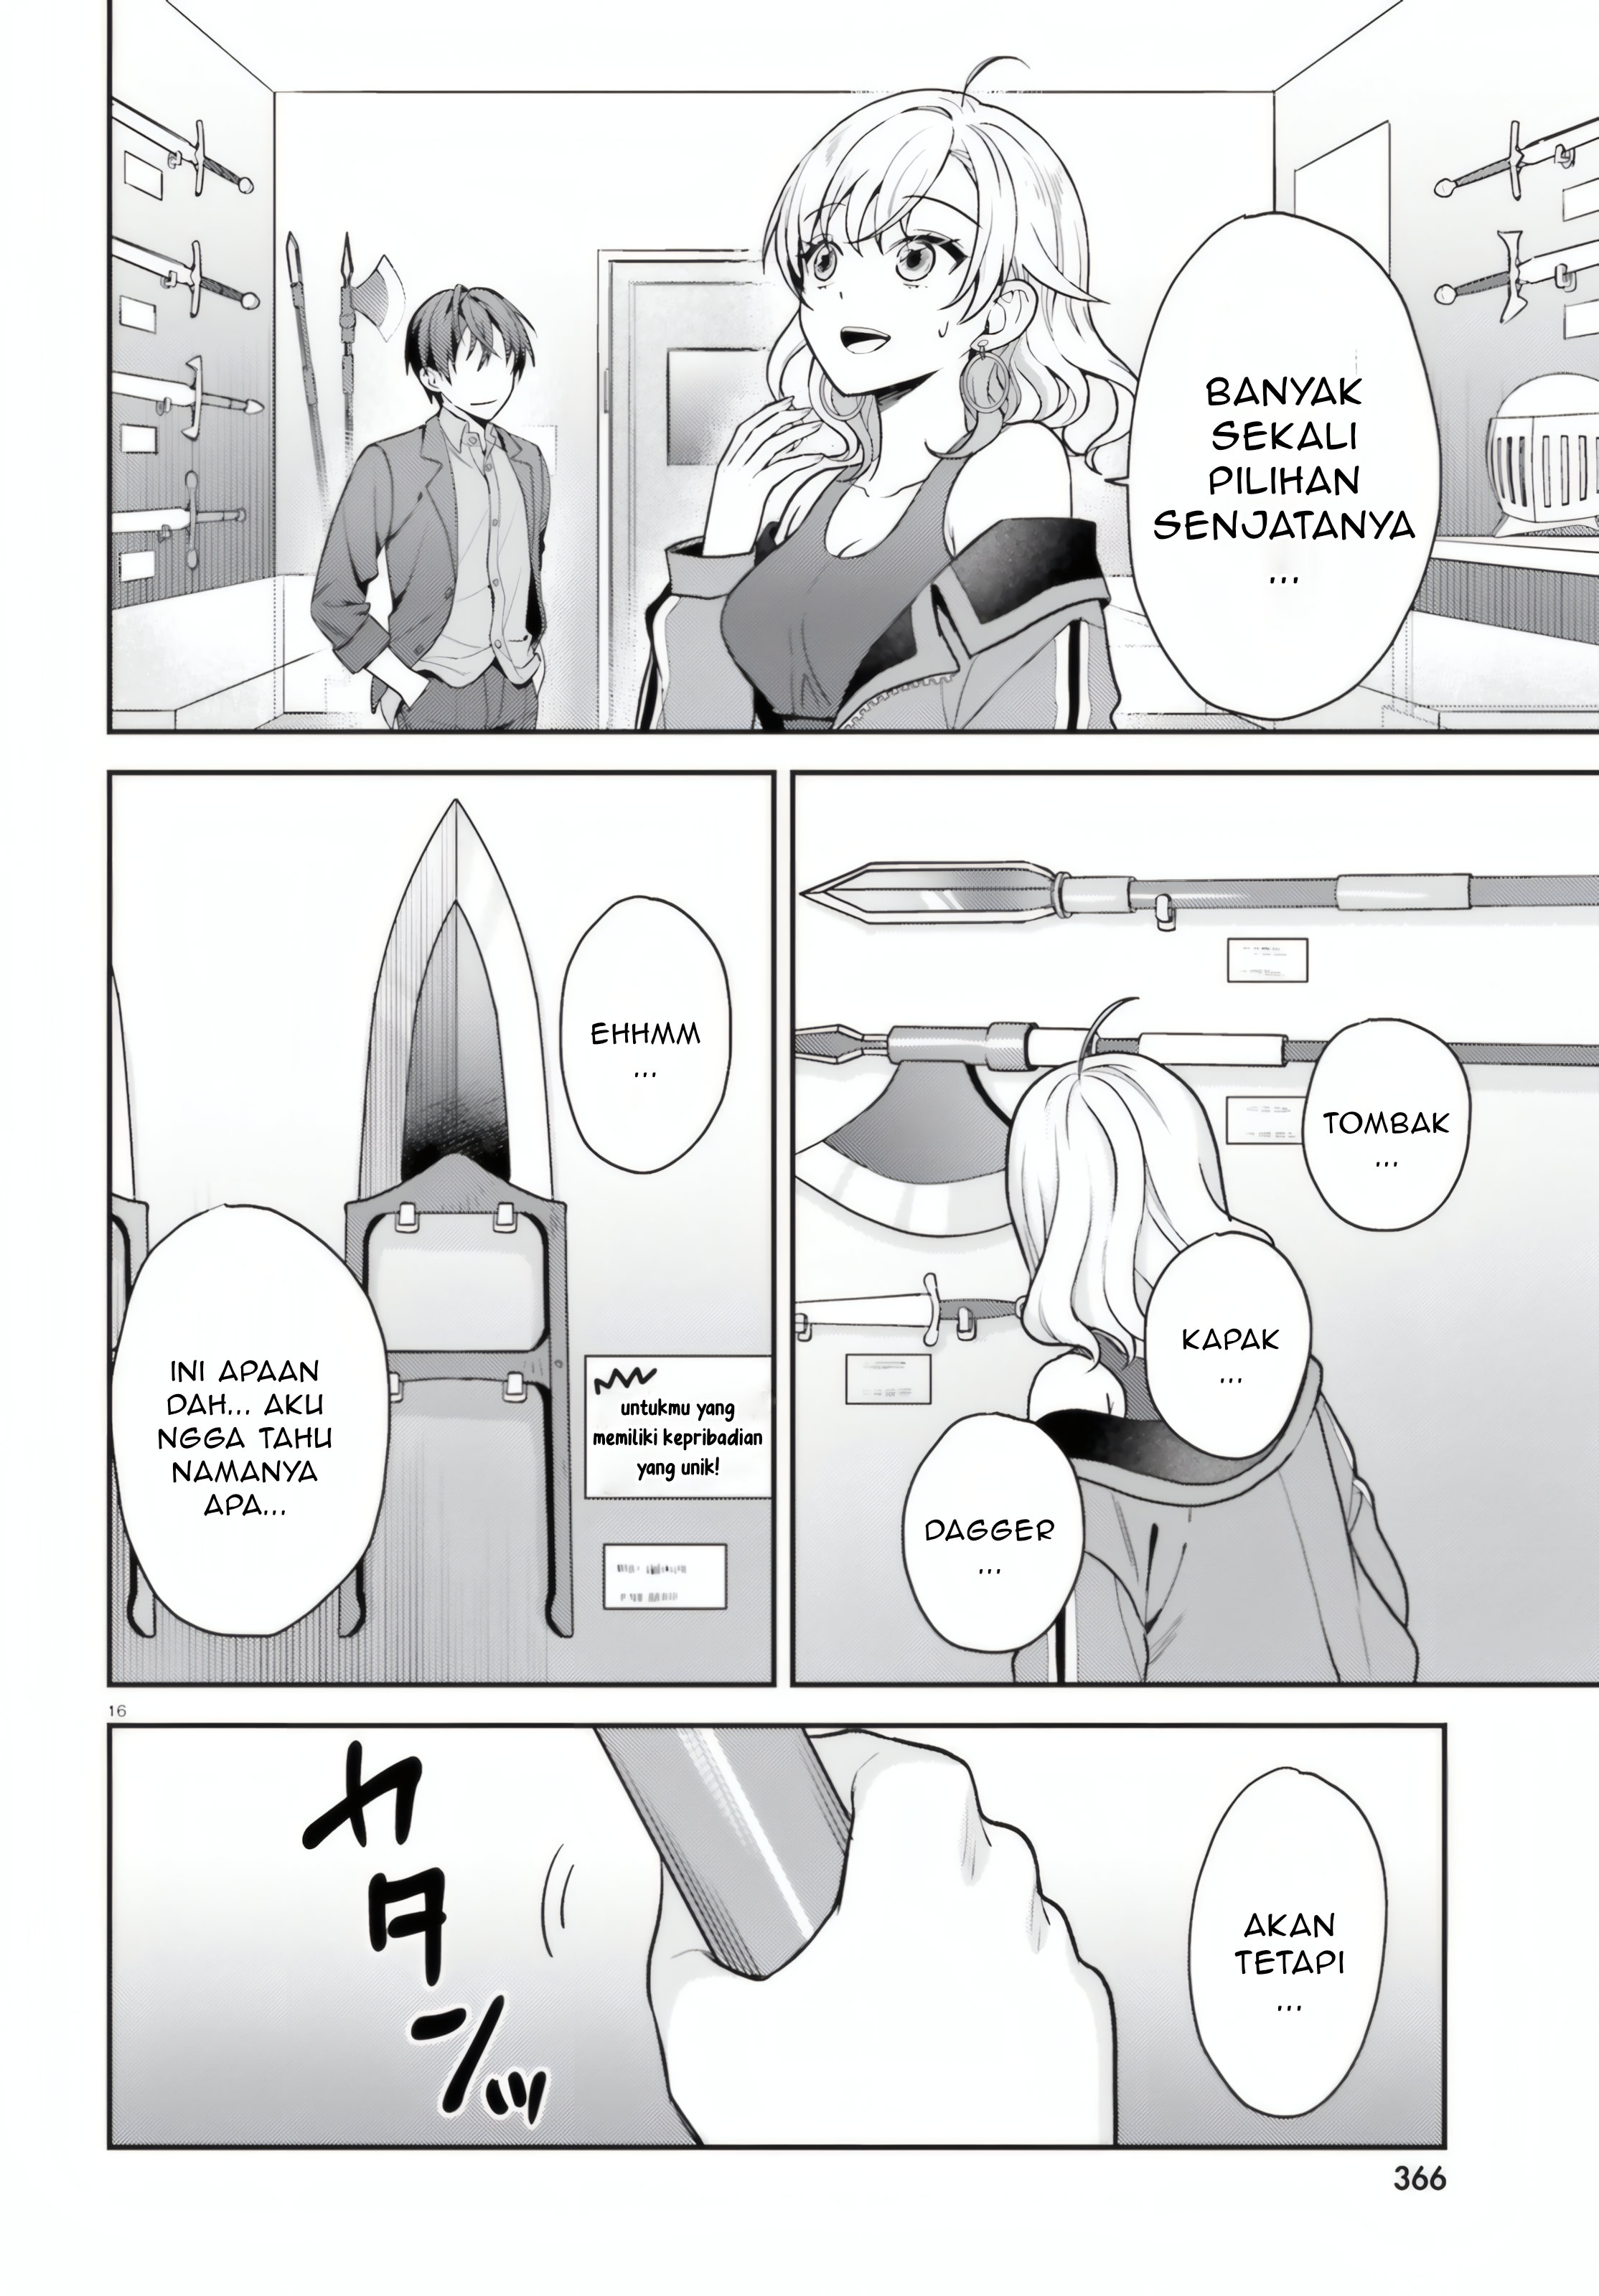 BANYAK
SEKALI
PILIHAN
SENJATANYA
...
TOMBAK
...
KAPAK
...
DAGGER
...
EHHMM
...
untukmu yang
memiliki kepribadian
yang unik!
INI APAAN
DAH... AKU
NGGA TAHU
NAMANYA
APA...
16
AKAN
TETAPI
...
カタンッ
366